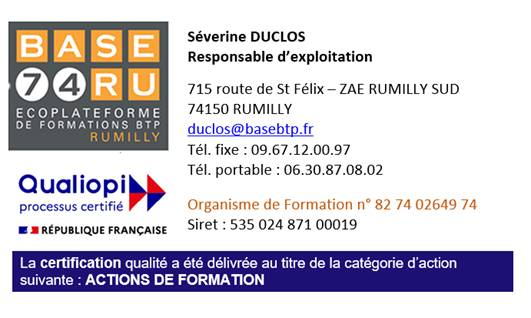 BASE
74RU
ECOPLATEFORME
DE FORMATIONS BTP
RUMILLY
Qualiopi
processus certifié
RÉPUBLIQUE FRANÇAISE
Séverine DUCLOS
Responsable d'exploitation
715 route de St Félix – ZAE RUMILLY SUD
74150 RUMILLY
duclos@basebtp.fr
Tél. fixe : 09.67.12.00.97
Tél. portable : 06.30.87.08.02
Organisme de Formation n° 82 74 02649 74
Siret : 535 024 871 00019
La certification qualité a été délivrée au titre de la catégorie d'action
suivante : ACTIONS DE FORMATION